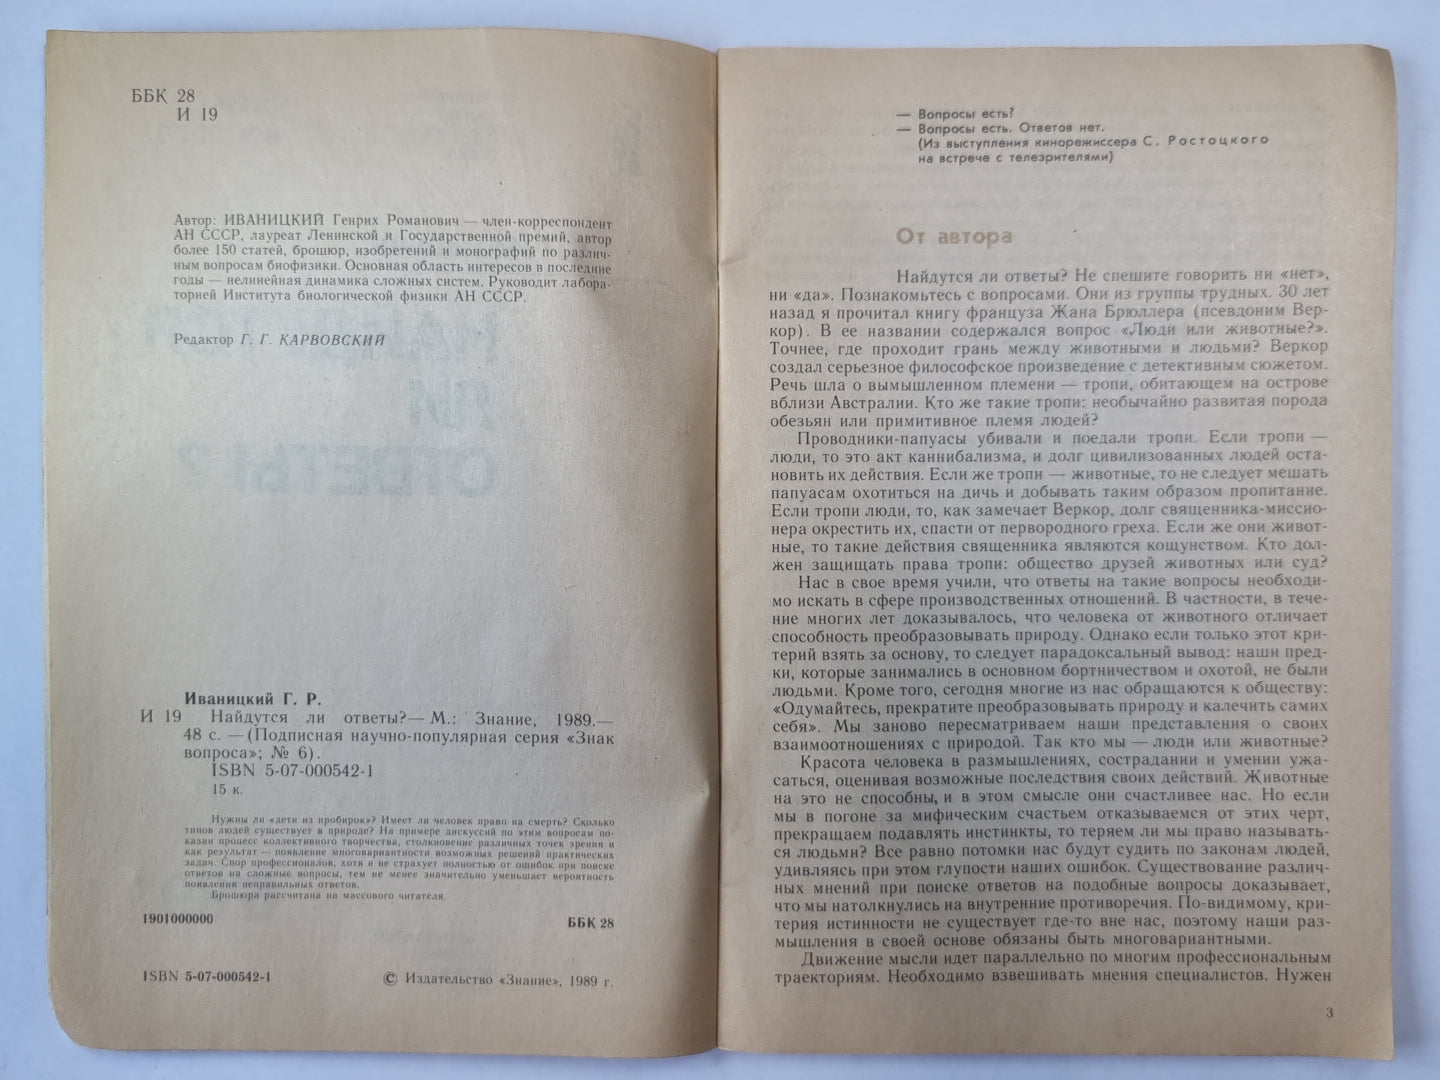 ББК 28
И 19
Автор: ИВАНИЦКИЙ Генрих Романович — член-корреспондент
АН СССР, лауреат Ленинской и Государственной премий, автор
более 150 статей, брошюр, изобретений и монографий по различ-
ным вопросам биофизики. Основная область интересов в последние
годы — нелинейная динамика сложных систем. Руководит лабора-
торией Института биологической физики АН СССР.
Редактор Г. Г. КАРВОВСКИЙ
Иваницкий Г. Р.
И 19 Найдутся ли ответы?— М.: Знание, 1989.—
48 с. — (Подписная научно-популярная серия «Знак
вопроса»; № 6).
ISBN 5-07-000542-1
15 к.
Нужны ли «дети из пробирок»? Имеет ли человек право на смерть? Сколько
типов людей существует в природе? На примере дискуссий по этим вопросам по-
казан процесс коллективного творчества, столкновение различных точек зрения и
как результат — появление многовариантности возможных решений практических
задач. Спор профессионалов, хотя и не страхует полностью от ошибок при поиске
ответов на сложные вопросы, тем не менее значительно уменьшает вероятность
появления неправильных ответов.
Брошюра рассчитана на массового читателя.
1901000000 ББК 28
ISBN 5-07-000542-1 © Издательство «Знание», 1989 г.
— Вопросы есть?
— Вопросы есть. Ответов нет.
(Из выступления кинорежиссера С. Ростоцкого
на встрече с телезрителями)
От автора
Найдутся ли ответы? Не спешите говорить ни «нет»,
ни «да». Познакомьтесь с вопросами. Они из группы трудных. 30 лет
назад я прочитал книгу француза Жана Брюллера (псевдоним Вер-
кор). В ее названии содержался вопрос «Люди или животные?».
Точнее, где проходит грань между животными и людьми? Веркор
создал серьезное философское произведение с детективным сюжетом.
Речь шла о вымышленном племени — тропи, обитающем на острове
вблизи Австралии. Кто же такие тропи: необычайно развитая порода
обезьян или примитивное племя людей?
Проводники-папуасы убивали и поедали тропи. Если тропи —
люди, то это акт каннибализма, и долг цивилизованных людей оста-
новить их действия. Если же тропи — животные, то не следует мешать
папуасам охотиться на дичь и добывать таким образом пропитание.
Если тропи люди, то, как замечает Веркор, долг священника-миссио-
нера окрестить их, спасти от первородного греха. Если же они живот-
ные, то такие действия священника являются кощунством. Кто дол-
жен защищать права тропи: общество друзей животных или суд?
Нас в свое время учили, что ответы на такие вопросы необходи-
мо искать в сфере производственных отношений. В частности, в тече-
ние многих лет доказывалось, что человека от животного отличает
способность преобразовывать природу. Однако если только этот кри-
терий взять за основу, то следует парадоксальный вывод: наши пред-
ки, которые занимались в основном бортничеством и охотой, не были
людьми. Кроме того, сегодня многие из нас обращаются к обществу:
«Одумайтесь, прекратите преобразовывать природу и калечить самих
себя». Мы заново пересматриваем наши представления о своих
взаимоотношениях с природой. Так кто мы — люди или животные?
Красота человека в размышлениях, сострадании и умении ужа-
саться, оценивая возможные последствия своих действий. Животные
на это не способны, и в этом смысле они счастливее нас. Но если
мы в погоне за мифическим счастьем отказываемся от этих черт,
прекращаем подавлять инстинкты, то теряем ли мы право называть-
ся людьми? Все равно потомки нас будут судить по законам людей,
удивляясь при этом глупости наших ошибок. Существование различ-
ных мнений при поиске ответов на подобные вопросы доказывает,
что мы натолкнулись на внутренние противоречия. По-видимому, кри-
терия истинности не существует где-то вне нас, поэтому наши раз-
мышления в своей основе обязаны быть многовариантными.
Движение мысли идет параллельно по многим профессиональным
траекториям. Необходимо взвешивать мнения специалистов. Нужен
3